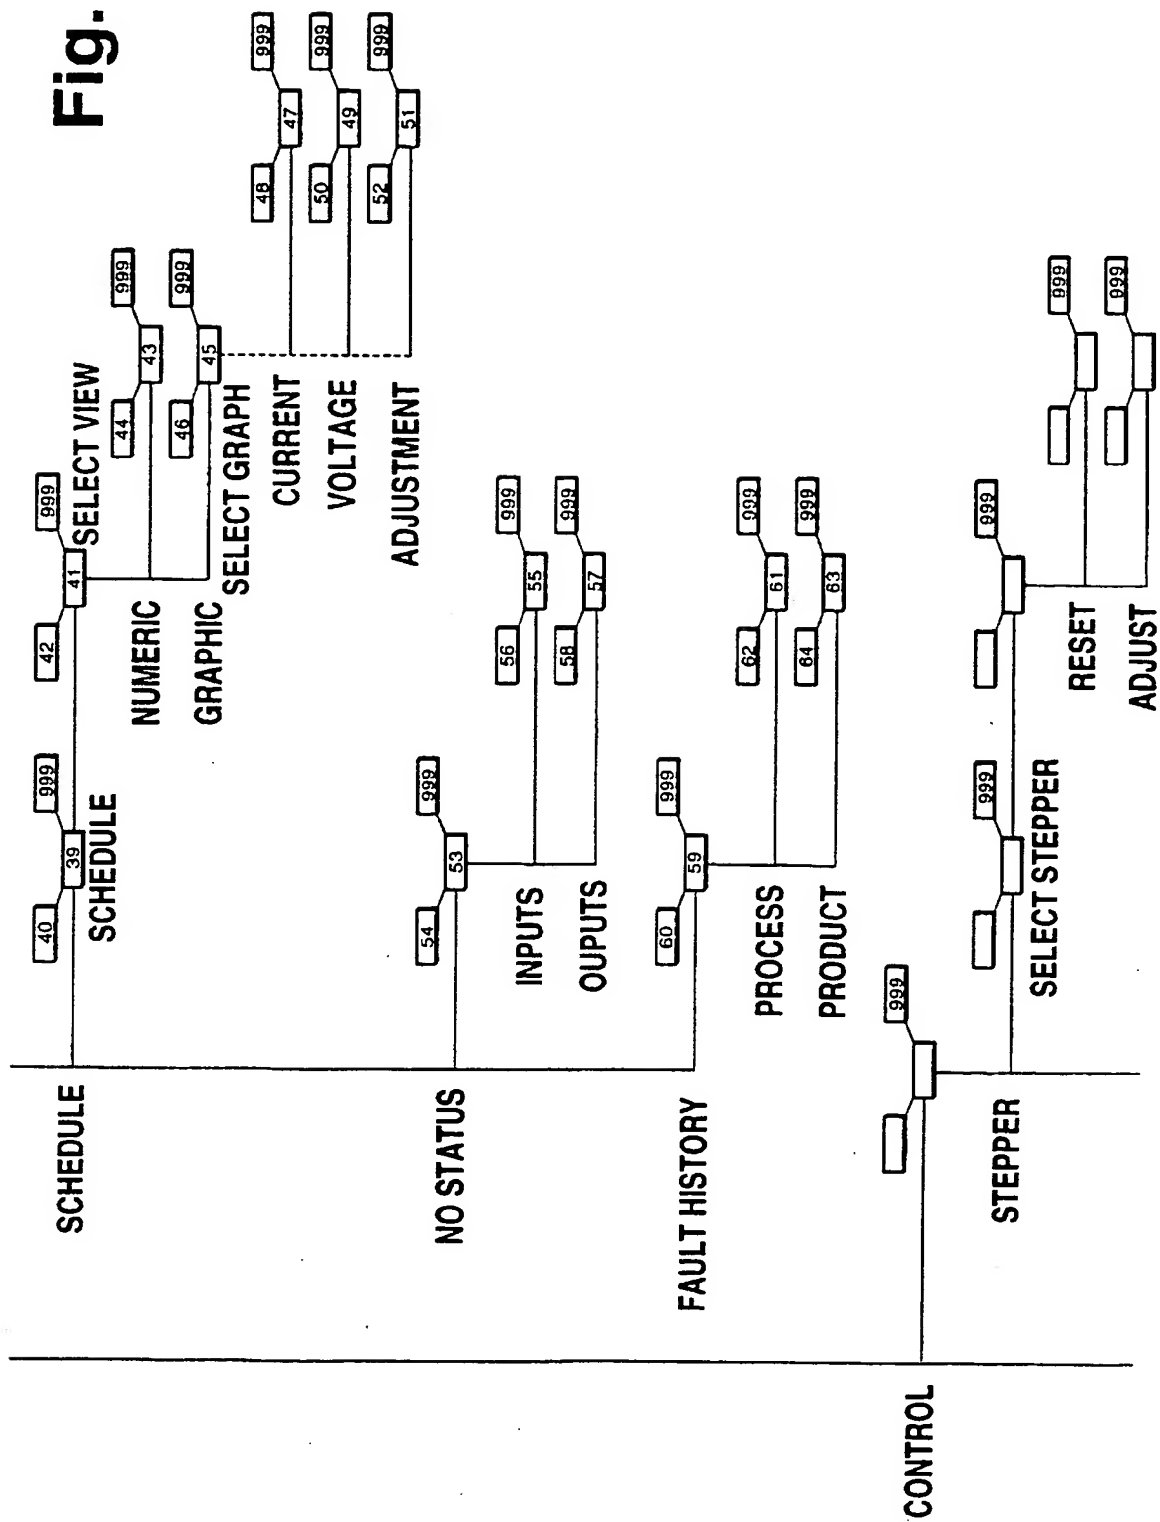 Fig.
40 999 42 999
SCHEDULE 39 41
SCHEDULE SELECT VIEW
44 999
NUMERIC 43
46 999
GRAPHIC 45
SELECT GRAPH
48 999
CURRENT 47
50 999
VOLTAGE 49
52 999
ADJUSTMENT 51
54 999
NO STATUS 53
56 999
INPUTS 55
58 999
OUPUTS 57
60 999
FAULT HISTORY 59
62 999
PROCESS 61
64 999
PRODUCT 63
999
CONTROL
999 999
STEPPER
SELECT STEPPER
999
RESET
999
ADJUST